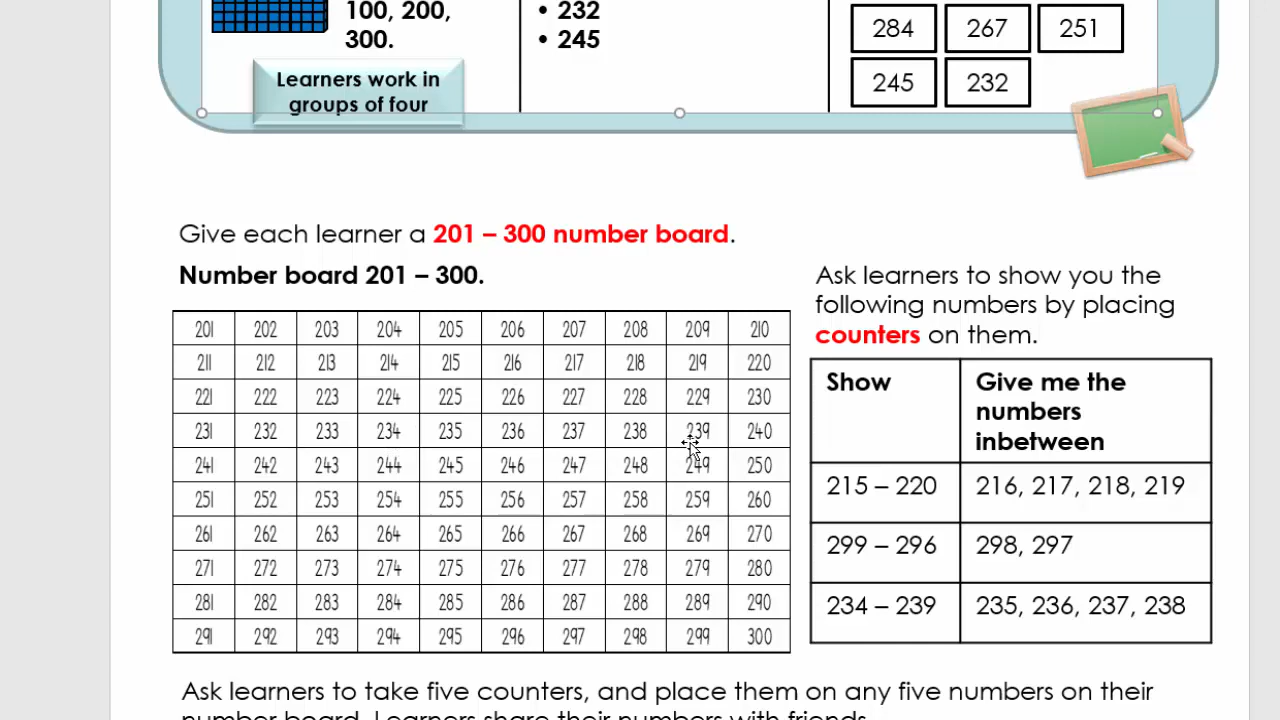 100, 200,
300.
Learners work in
groups of four
• 232
• 245
284 267 251
245 232
Give each learner a 201 – 300 number board.
Number board 201 – 300.
201 202 203 204 205 206 207 208 209 210
211 212 213 214 215 216 217 218 219 220
221 222 223 224 225 226 227 228 229 230
231 232 233 234 235 236 237 238 239 240
241 242 243 244 245 246 247 248 249 250
251 252 253 254 255 256 257 258 259 260
261 262 263 264 265 266 267 268 269 270
271 272 273 274 275 276 277 278 279 280
281 282 283 284 285 286 287 288 289 290
291 292 293 294 295 296 297 298 299 300
Ask learners to show you the
following numbers by placing
counters on them.
Show
Give me the
numbers
inbetween
215 – 220 216, 217, 218, 219
299 – 296 298, 297
234 – 239 235, 236, 237, 238
Ask learners to take five counters, and place them on any five numbers on their
number board. Learners share their numbers with friends